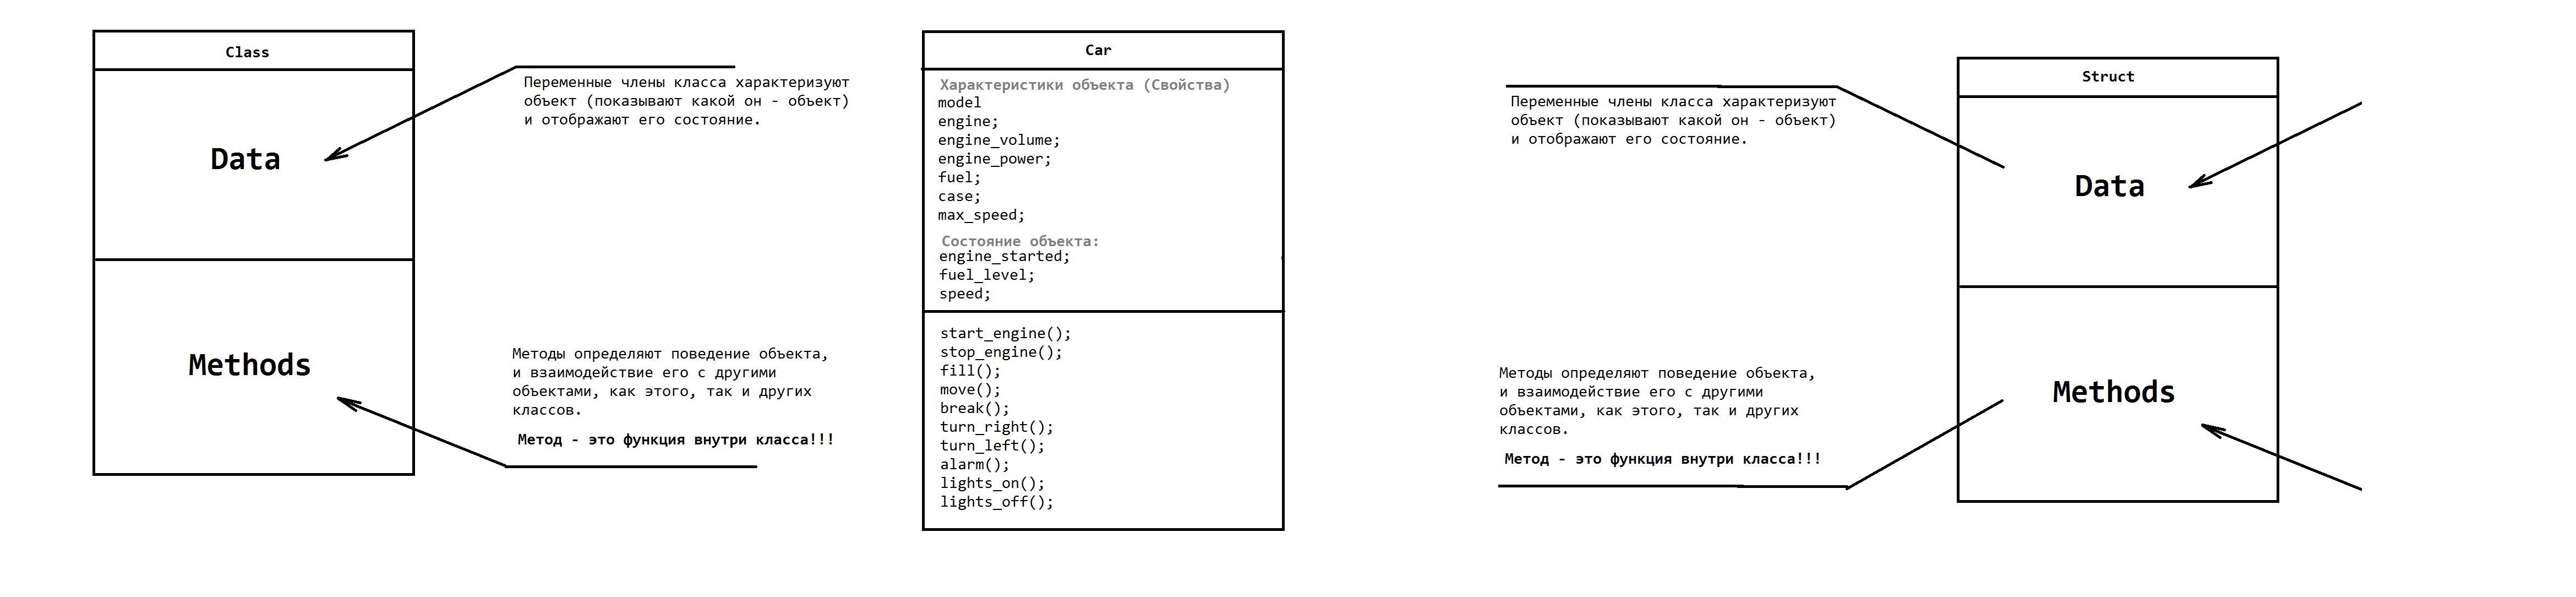 Class
Data
Methods
Переменные члены класса характеризуют
объект (показывают какой он - объект)
и отображают его состояние.
Методы определяют поведение объекта,
и взаимодействие его с другими
объектами, как этого, так и других
классов.
Метод - это функция внутри класса!!!
Car
Характеристики объекта (Свойства)
model
engine;
engine_volume;
engine_power;
fuel;
case;
max_speed;
Состояние объекта:
engine_started;
fuel_level;
speed;
start_engine();
stop_engine();
fill();
move();
break();
turn_right();
turn_left();
alarm();
lights_on();
lights_off();
Переменные члены класса характеризуют
объект (показывают какой он - объект)
и отображают его состояние.
Методы определяют поведение объекта,
и взаимодействие его с другими
объектами, как этого, так и других
классов.
Метод - это функция внутри класса!!!
Struct
Data
Methods